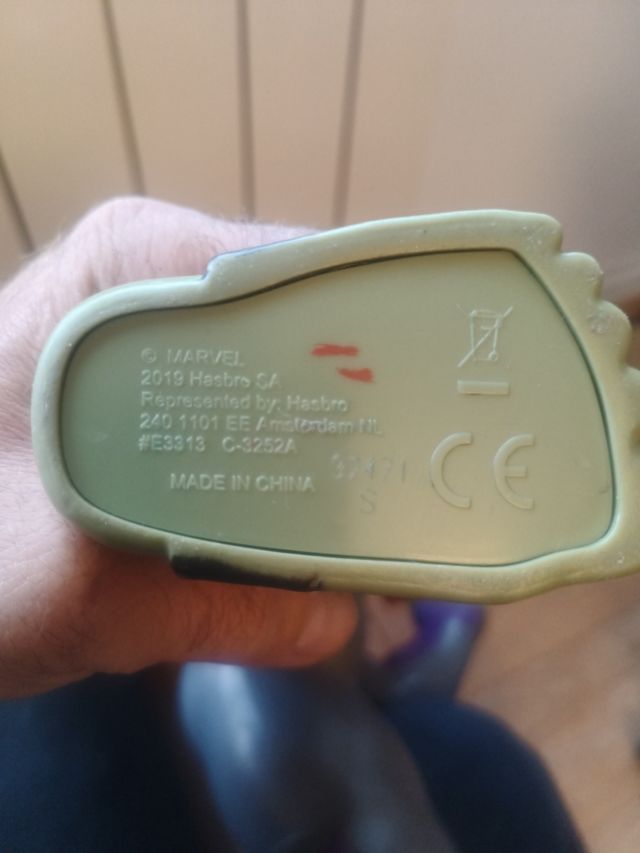 © MARVEL
2019 Hasbro SA
Represented by: Hasbro
240 1101 EE Amsterdam NL
#E3313 C-3252A
MADE IN CHINA
S
CE